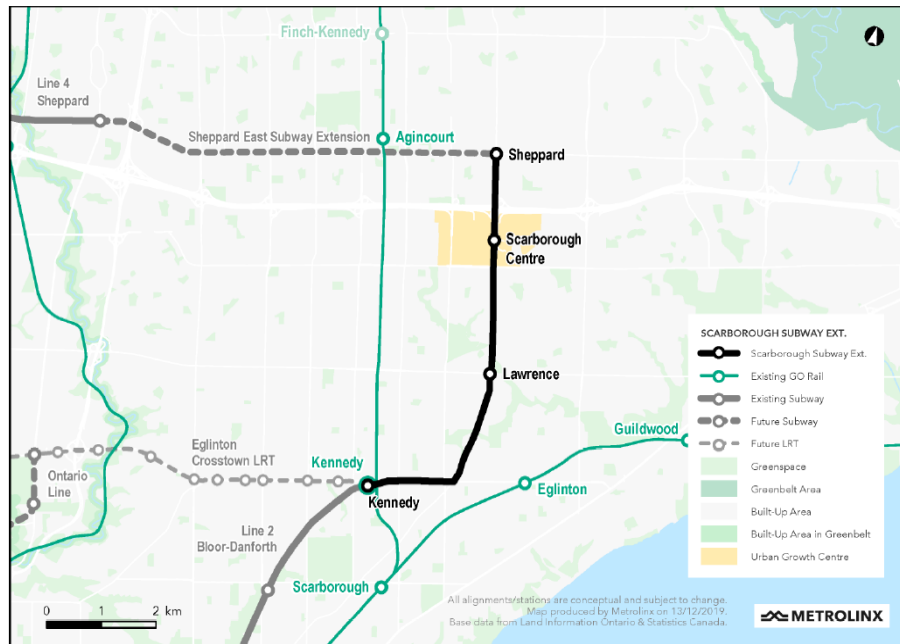 Finch-Kennedy
Line 4
Sheppard
Sheppard East Subway Extension
Agincourt
Sheppard
Scarborough
Centre
Lawrence
Guildwood
Eglinton
Crosstown LRT
Kennedy
Kennedy
Ontario
Line
Eglinton
Line 2
Bloor-Danforth
Scarborough
SCARBOROUGH SUBWAY EXT.
Scarborough Subway Ext.
Existing GO Rail
Existing Subway
Future Subway
Future LRT
Greenspace
Greenbelt Area
Built-Up Area
Built-Up Area in Greenbelt
Urban Growth Centre
0 1 2 km
All alignments/stations are conceptual and subject to change.
Map produced by Metrolinx on 13/12/2019.
Base data from Land Information Ontario & Statistics Canada.
METROLINX